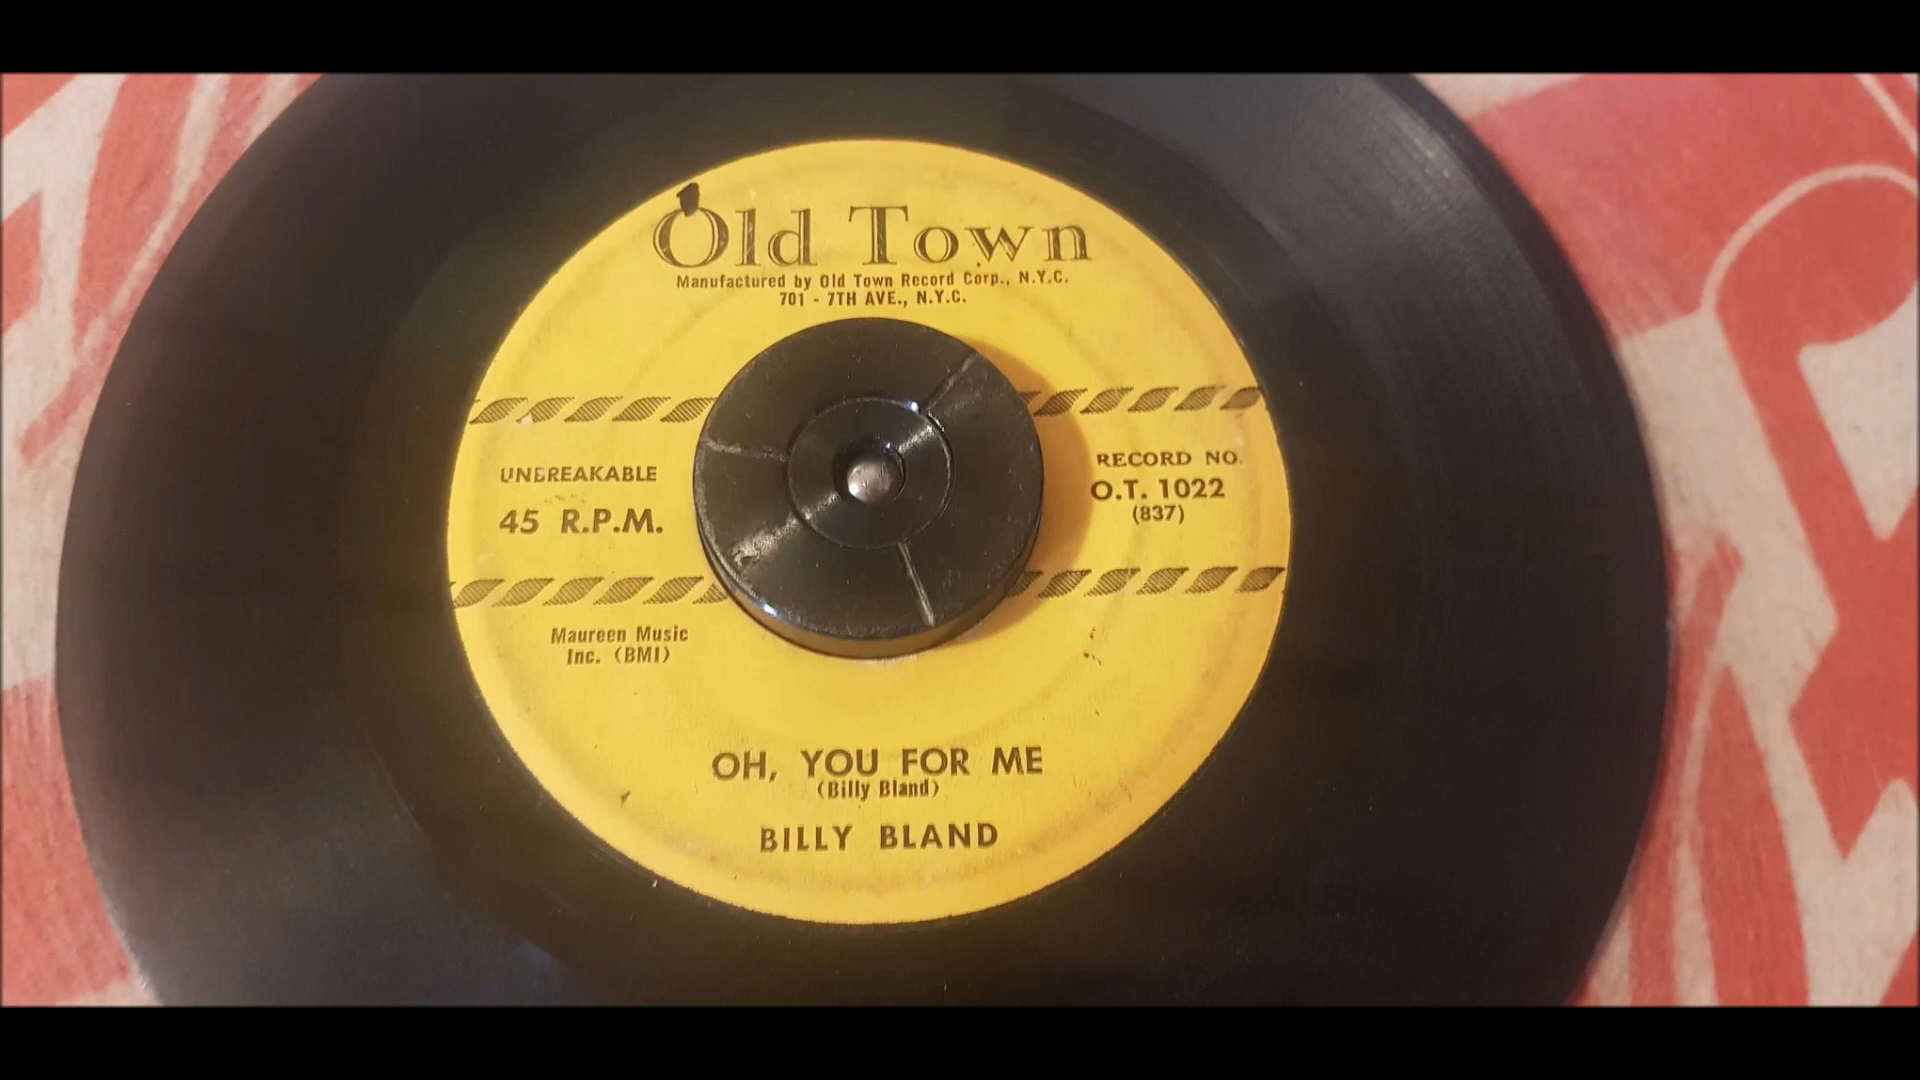 Old Town
Manufactured by Old Town Record Corp., N.Y.C.
701 - 7TH AVE., N.Y.C.
UNBREAKABLE
45 R.P.M.
RECORD NO.
O.T. 1022
(837)
Maureen Music
Inc. (BMI)
OH, YOU FOR ME
(Billy Bland)
BILLY BLAND